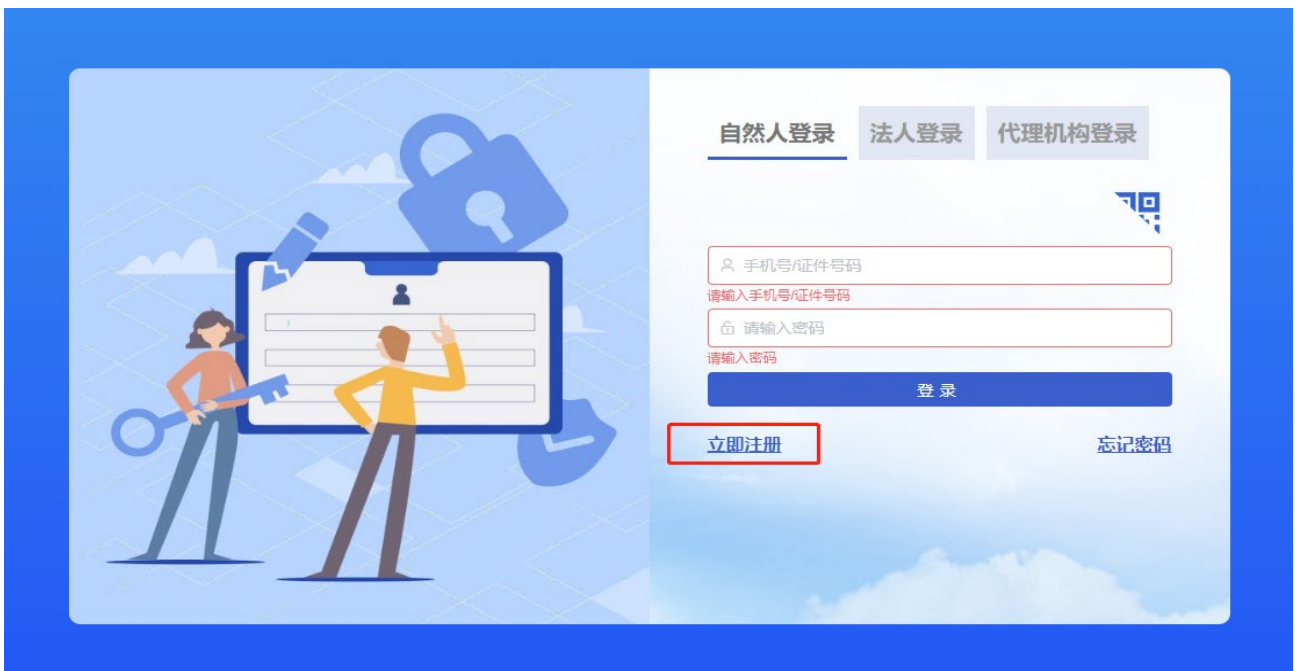 自然人登录 法人登录 代理机构登录
手机号/证件号码
请输入手机号/证件号码
请输入密码
请输入密码
登录
立即注册 忘记密码